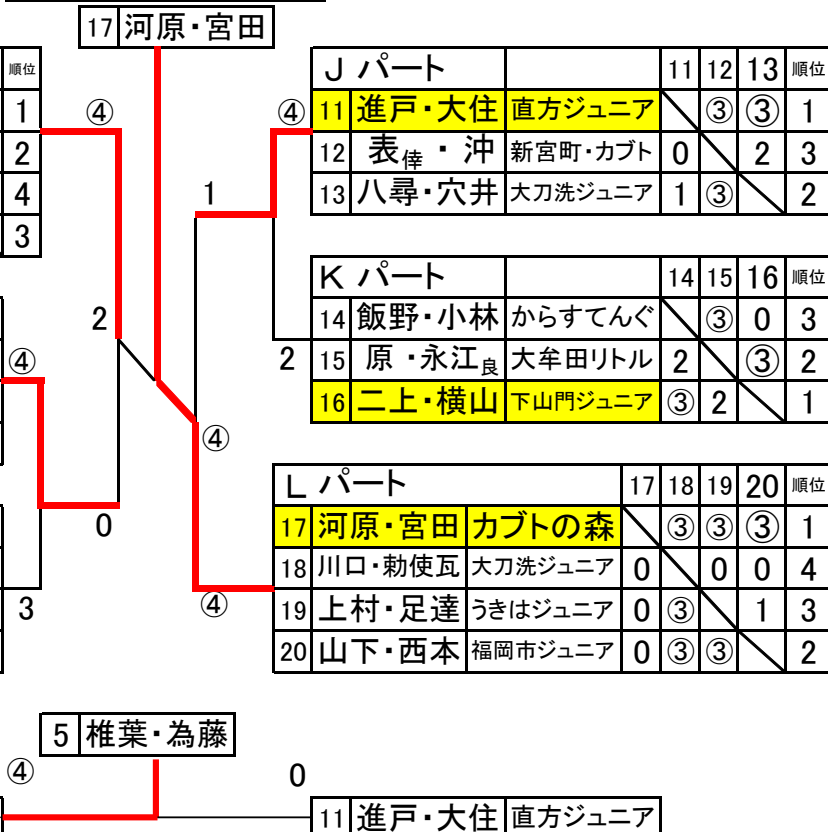 17 河原・宮田
順位
1
2
4
3
④
④
1
2
④
2
④
0
④
3
J パート 11 12 13 順位
11 進戸・大住 直方ジュニア ③ ③ 1
12 表倖・沖 新宮町・カブト 0 2 3
13 八尋・穴井 大刀洗ジュニア 1 ③ 2
K パート 14 15 16 順位
14 飯野・小林 からすてんぐ ③ 0 3
15 原・永江良 大牟田リトル 2 ③ 2
16 二上・横山 下山門ジュニア ③ 2 1
L パート 17 18 19 20 順位
17 河原・宮田 カブトの森 ③ ③ ③ 1
18 川口・勅使瓦 大刀洗ジュニア 0 0 0 4
19 上村・足達 うきはジュニア 0 ③ 1 3
20 山下・西本 福岡市ジュニア 0 ③ ③ 2
5 椎葉・為藤
④ 0
11 進戸・大住 直方ジュニア